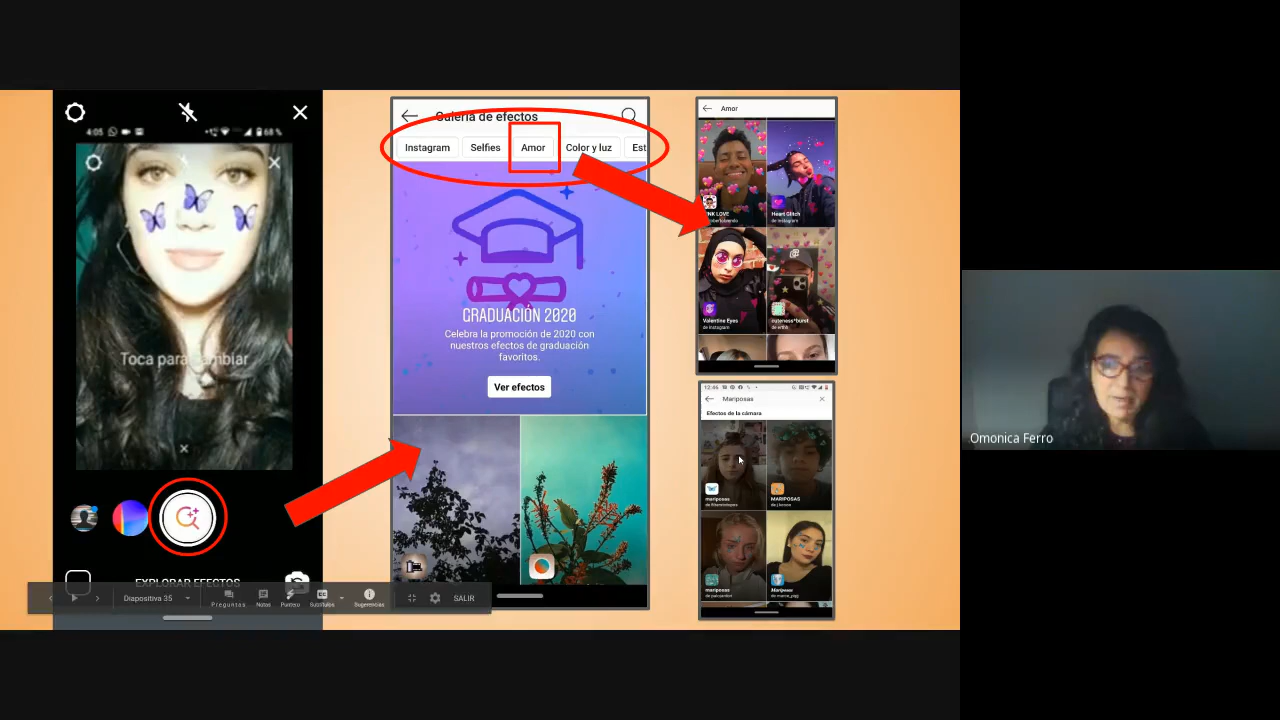 4:05
68 %
Toca para cambiar
EXPLORAR EFECTOS
Diapositiva 35
Preguntas
Notas
Puntero
Subtítulos
Sugerencias
SALIR
Galería de efectos
Instagram
Selfies
Amor
Color y luz
Est
GRADUACIÓN 2020
Celebra la promoción de 2020 con
nuestros efectos de graduación
favoritos.
Ver efectos
Amor
Heart Glitch
de instagram
Valentine Eyes
de instagram
cuteness*burst
12:46
Mariposas
Efectos de la cámara
mariposas
MARIPOSAS
mariposas
Mariposas
Omonica Ferro